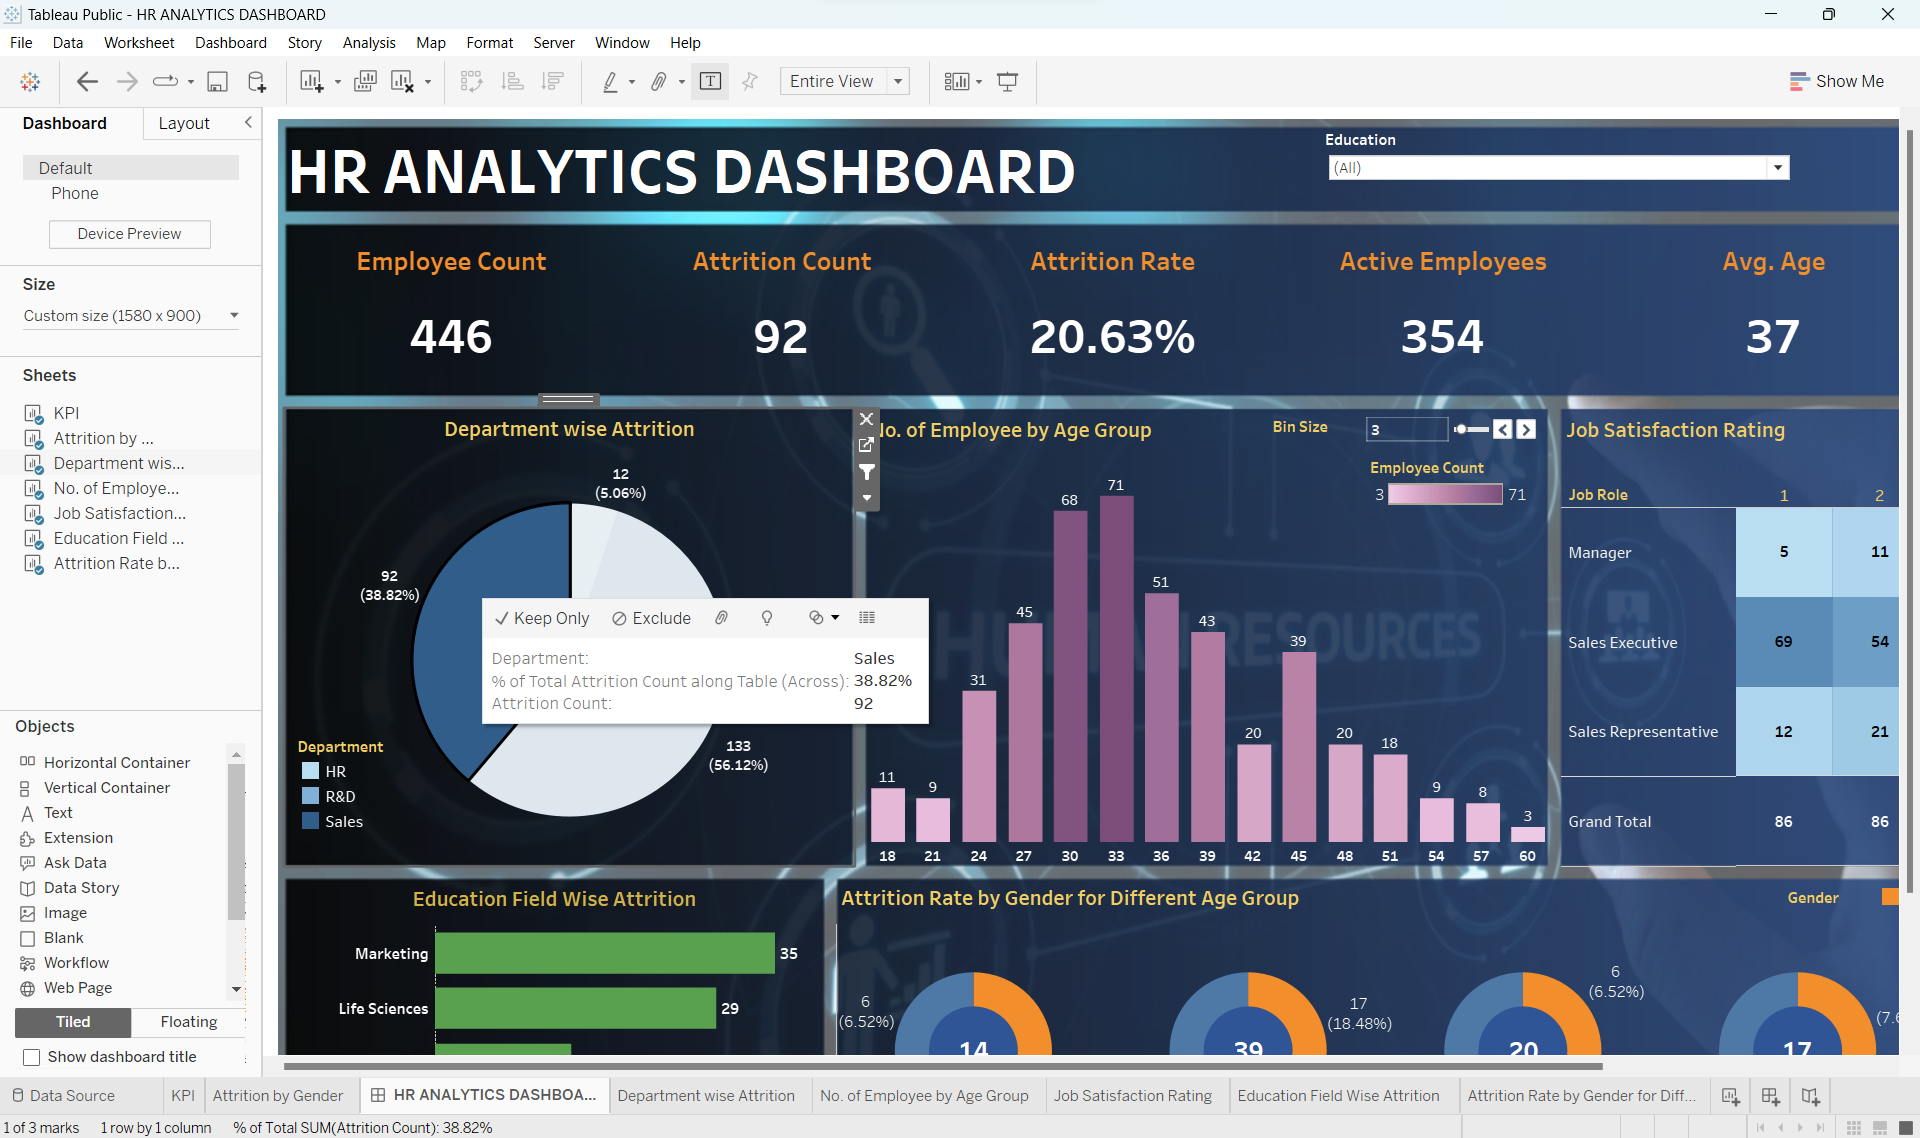 Tableau Public - HR ANALYTICS DASHBOARD
File Data Worksheet Dashboard Story Analysis Map Format Server Window Help
Entire View
Show Me
Dashboard Layout
Default
Phone
Device Preview
Size
Custom size (1580 x 900)
Sheets
KPI
Attrition by ...
Department wis...
No. of Employe...
Job Satisfaction...
Education Field ...
Attrition Rate b...
Objects
Horizontal Container
Vertical Container
Text
Extension
Ask Data
Data Story
Image
Blank
Workflow
Web Page
Tiled Floating
Show dashboard title
HR ANALYTICS DASHBOARD
Education
(All)
Employee Count Attrition Count Attrition Rate Active Employees Avg. Age
446 92 20.63% 354 37
Department wise Attrition
12
(5.06%)
92
(38.82%)
133
(56.12%)
Keep Only Exclude
Department: Sales
% of Total Attrition Count along Table (Across): 38.82%
Attrition Count: 92
Department
HR
R&D
Sales
No. of Employee by Age Group
Bin Size
3
Employee Count
3 71
11 9 31 45 68 71 51 43 20 39 20 18 9 8 3
18 21 24 27 30 33 36 39 42 45 48 51 54 57 60
RESOURCES
Job Satisfaction Rating
Job Role 1 2
Manager 5 11
Sales Executive 69 54
Sales Representative 12 21
Grand Total 86 86
Education Field Wise Attrition
Marketing 35
Life Sciences 29
Attrition Rate by Gender for Different Age Group
Gender
6
(6.52%)
14
17
(18.48%)
39
6
(6.52%)
20
17
Data Source KPI Attrition by Gender HR ANALYTICS DASHBOA... Department wise Attrition No. of Employee by Age Group Job Satisfaction Rating Education Field Wise Attrition Attrition Rate by Gender for Diff...
1 of 3 marks 1 row by 1 column % of Total SUM(Attrition Count): 38.82%